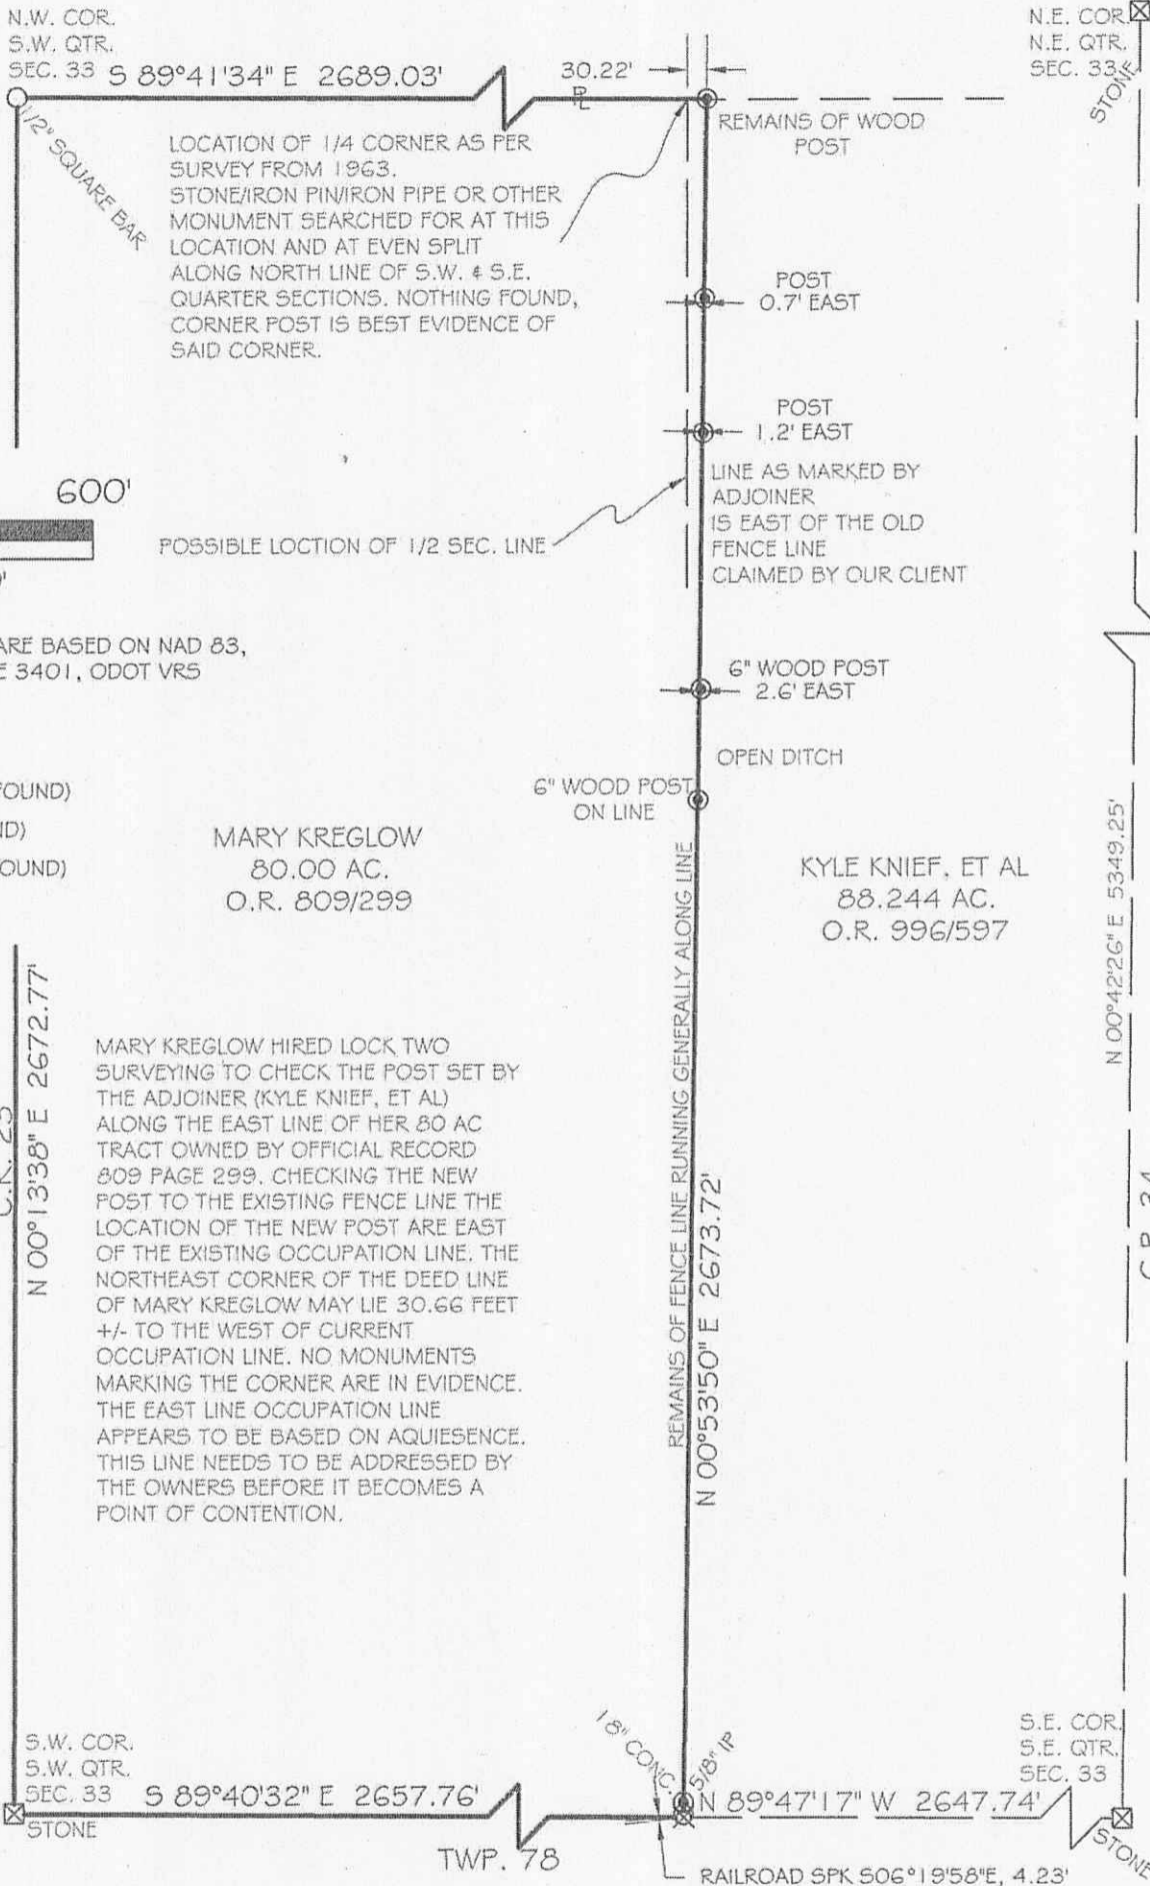 N.W. COR.
S.W. QTR.
SEC. 33
S 89°41'34" E 2689.03'
30.22'
N.E. COR.
N.E. QTR.
SEC. 33
STONE
1/2" SQUARE BAR
REMAINS OF WOOD
POST
LOCATION OF 1/4 CORNER AS PER
SURVEY FROM 1963.
STONE/IRON PIN/IRON PIPE OR OTHER
MONUMENT SEARCHED FOR AT THIS
LOCATION AND AT EVEN SPLIT
ALONG NORTH LINE OF S.W. & S.E.
QUARTER SECTIONS. NOTHING FOUND,
CORNER POST IS BEST EVIDENCE OF
SAID CORNER.
POST
0.7' EAST
POST
1.2' EAST
LINE AS MARKED BY
ADJOINER
IS EAST OF THE OLD
FENCE LINE
CLAIMED BY OUR CLIENT
600'
POSSIBLE LOCTION OF 1/2 SEC. LINE
ARE BASED ON NAD 83,
E 3401, ODOT VRS
6" WOOD POST
2.6' EAST
OPEN DITCH
6" WOOD POST
ON LINE
FOUND)
ND)
OUND)
MARY KREGLOW
80.00 AC.
O.R. 809/299
KYLE KNIEF, ET AL
88.244 AC.
O.R. 996/597
N 00°42'26" E 5349.25'
C.R. 24
C.R. 25
N 00°13'38" E 2672.77'
MARY KREGLOW HIRED LOCK TWO
SURVEYING TO CHECK THE POST SET BY
THE ADJOINER (KYLE KNIEF, ET AL)
ALONG THE EAST LINE OF HER 80 AC
TRACT OWNED BY OFFICIAL RECORD
809 PAGE 299. CHECKING THE NEW
POST TO THE EXISTING FENCE LINE THE
LOCATION OF THE NEW POST ARE EAST
OF THE EXISTING OCCUPATION LINE. THE
NORTHEAST CORNER OF THE DEED LINE
OF MARY KREGLOW MAY LIE 30.66 FEET
+/- TO THE WEST OF CURRENT
OCCUPATION LINE. NO MONUMENTS
MARKING THE CORNER ARE IN EVIDENCE.
THE EAST LINE OCCUPATION LINE
APPEARS TO BE BASED ON AQUIESENCE.
THIS LINE NEEDS TO BE ADDRESSED BY
THE OWNERS BEFORE IT BECOMES A
POINT OF CONTENTION.
REMAINS OF FENCE LINE RUNNING GENERALLY ALONG LINE
N 00°53'50" E 2673.72'
S.W. COR.
S.W. QTR.
SEC. 33
S 89°40'32" E 2657.76'
STONE
18" CONC.
5/8" IP
N 89°47'17" W 2647.74'
S.E. COR.
S.E. QTR.
SEC. 33
STONE
TWP. 78
RAILROAD SPK S06°19'58"E, 4.23'